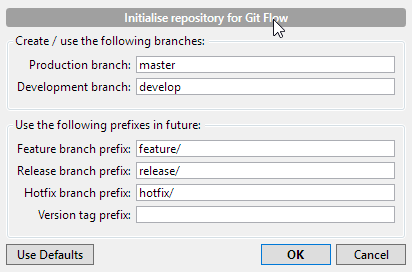 Initialise repository for Git Flow
Create / use the following branches:
Production branch: master
Development branch: develop
Use the following prefixes in future:
Feature branch prefix: feature/
Release branch prefix: release/
Hotfix branch prefix: hotfix/
Version tag prefix:
Use Defaults OK Cancel